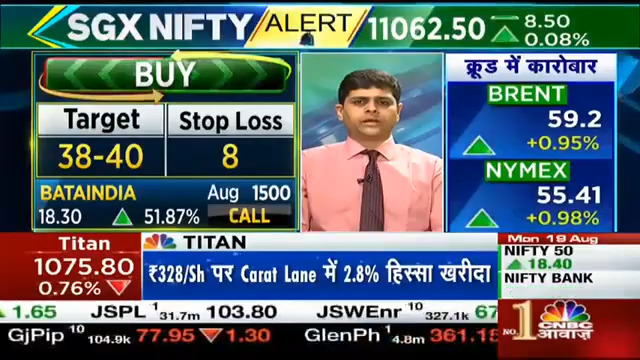 SGX NIFTY
ALERT
11062.50
8.50
0.08%
BUY
Target
Stop Loss
38-40
8
BATAINDIA
Aug 1500
18.30
51.87%
CALL
क्रूड में कारोबार
BRENT
59.2
+0.95%
NYMEX
55.41
+0.98%
Titan
1075.80
0.76%
TITAN
₹328/Sh पर Carat Lane में 2.8% हिस्सा खरीदा
Mon 19 Aug
NIFTY 50
18.40
NIFTY BANK
1.65 JSPL 31.7m 103.80 JSWEnr 327.1k 67
GjPip 104.9k 77.95 1.30 GlenPh 4.8m 361.15
No.1 CNBC
आवाज़